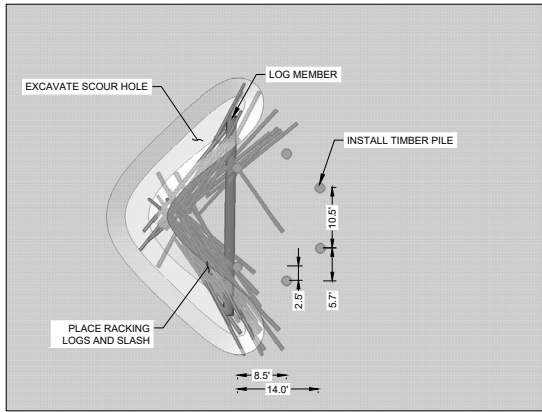 LOG MEMBER
EXCAVATE SCOUR HOLE
INSTALL TIMBER PILE
10.5'
2.5'
5.7'
PLACE RACKING
LOGS AND SLASH
8.5'
14.0'